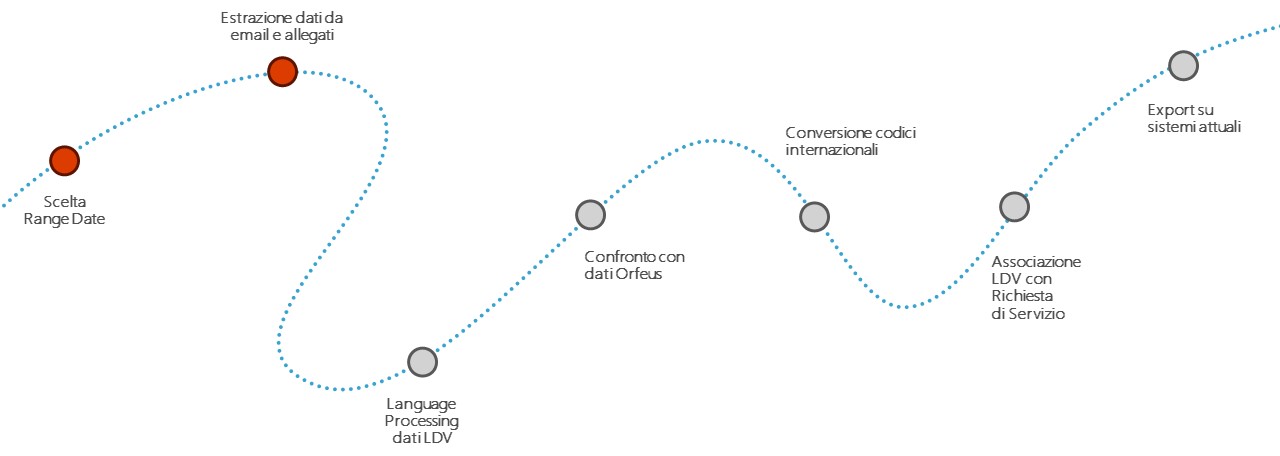 Estrazione dati da
email e allegati
Scelta
Range Date
Language
Processing
dati LDV
Confronto con
dati Orfeus
Conversione codici
internazionali
Associazione
LDV con
Richiesta
di Servizio
Export su
sistemi attuali